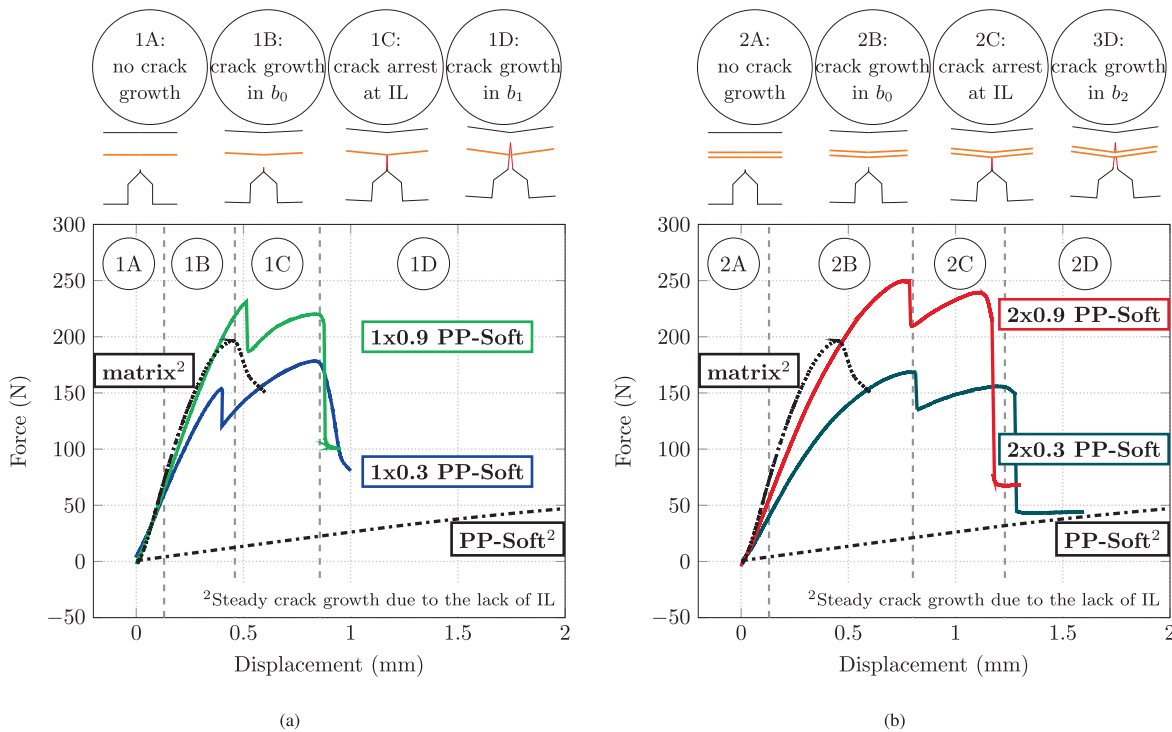 1A:
no crack
growth
1B:
crack growth
in b₀
1C:
crack arrest
at IL
1D:
crack growth
in b₁
300
250
200
150
100
50
0
−50
Force (N)
1A
1B
1C
1D
1x0.9 PP-Soft
matrix²
1x0.3 PP-Soft
PP-Soft²
²Steady crack growth due to the lack of IL
0
0.5
1
1.5
2
Displacement (mm)
(a)
2A:
no crack
growth
2B:
crack growth
in b₀
2C:
crack arrest
at IL
3D:
crack growth
in b₂
300
250
200
150
100
50
0
−50
Force (N)
2A
2B
2C
2D
2x0.9 PP-Soft
matrix²
2x0.3 PP-Soft
PP-Soft²
²Steady crack growth due to the lack of IL
0
0.5
1
1.5
2
Displacement (mm)
(b)